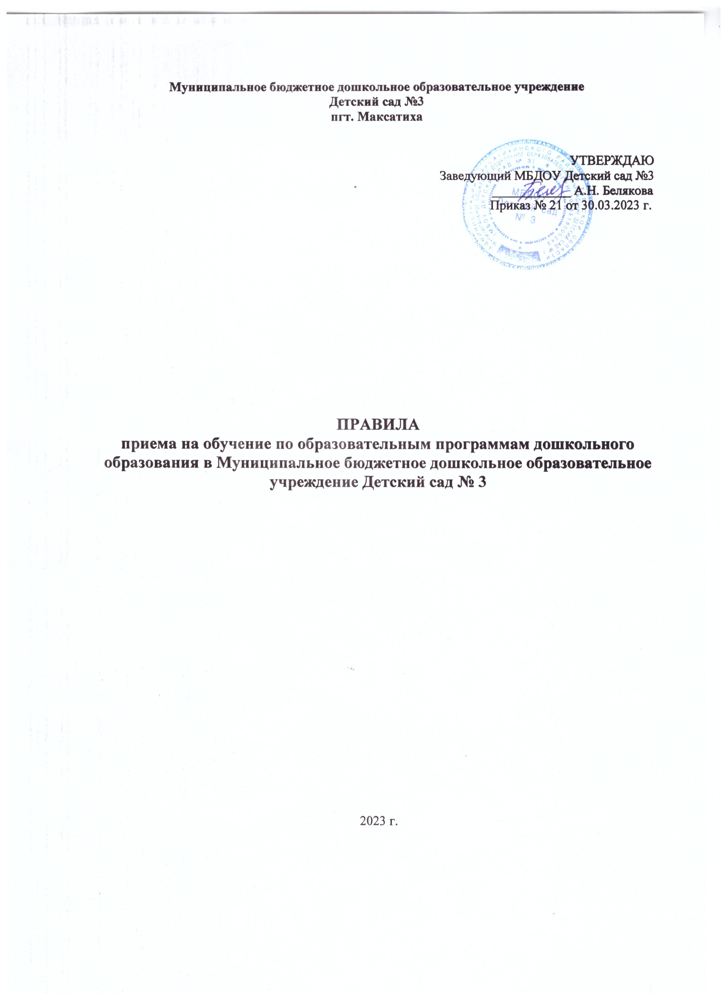 Муниципальное бюджетное дошкольное образовательное учреждение
Детский сад №3
пгт. Максатиха
УТВЕРЖДАЮ
Заведующий МБДОУ Детский сад №3
А.Н. Белякова
Приказ № 21 от 30.03.2023 г.
МБДОУ
Детский сад
№ 3
ПРАВИЛА
приема на обучение по образовательным программам дошкольного
образования в Муниципальное бюджетное дошкольное образовательное
учреждение Детский сад № 3
2023 г.